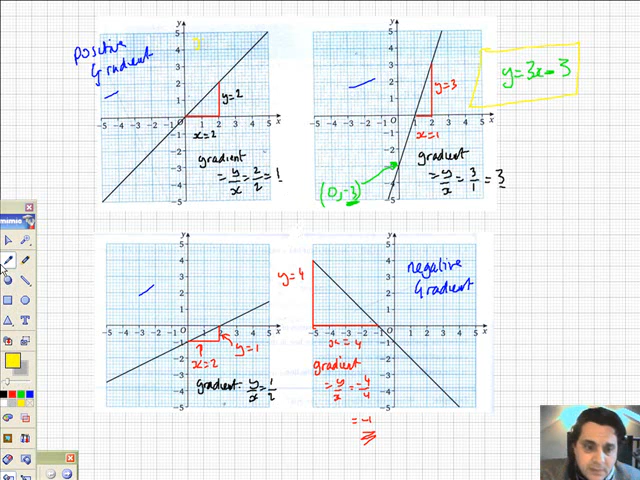 positive
Gradient
y=2
x=2
gradient
= y/x = 2/2 = 1
y=3
x=1
gradient
= y/x = 3/1 = 3
(0,-3)
y=3x-3
y=1
x=2
gradient = y/x = 1/2
negative
Gradient
y=4
x=4
gradient
= y/x = -4/4
= -1
mimio